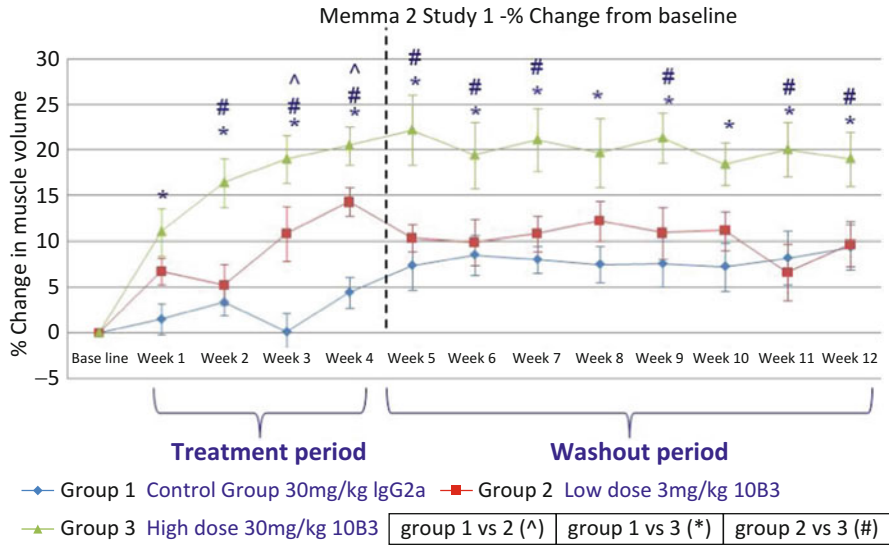 Memma 2 Study 1 -% Change from baseline
30
25
20
15
10
5
0
−5
% Change in muscle volume
^ ^ # # # # # # # # #
* * * * * * * * * * * *
Base line Week 1 Week 2 Week 3 Week 4 Week 5 Week 6 Week 7 Week 8 Week 9 Week 10 Week 11 Week 12
Treatment period Washout period
Group 1 Control Group 30mg/kg lgG2a Group 2 Low dose 3mg/kg 10B3
Group 3 High dose 30mg/kg 10B3 group 1 vs 2 (^) group 1 vs 3 (*) group 2 vs 3 (#)